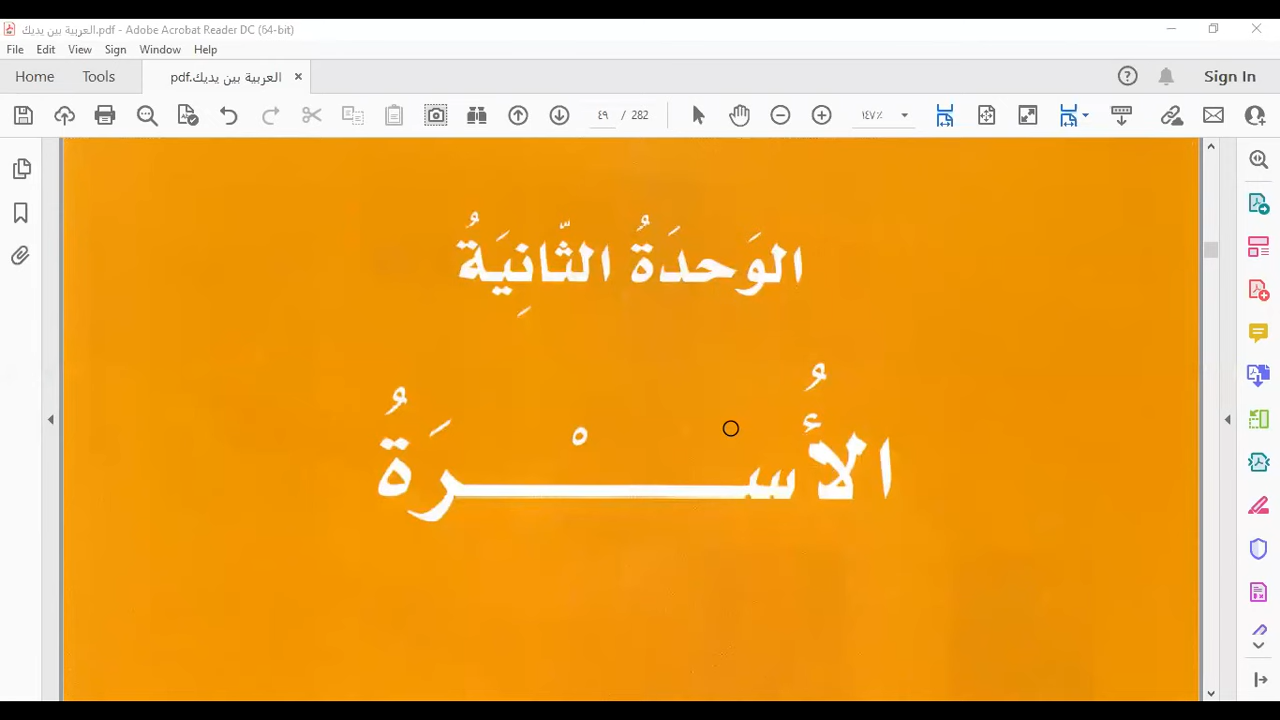 العربية بين يديك.pdf - Adobe Acrobat Reader DC (64-bit)
File Edit View Sign Window Help
Home Tools العربية بين يديك.pdf × Sign In
٤٩ / 282 ١٤٧٪
الوَحدَةُ الثّانِيَةُ
الأُسْرَةُ